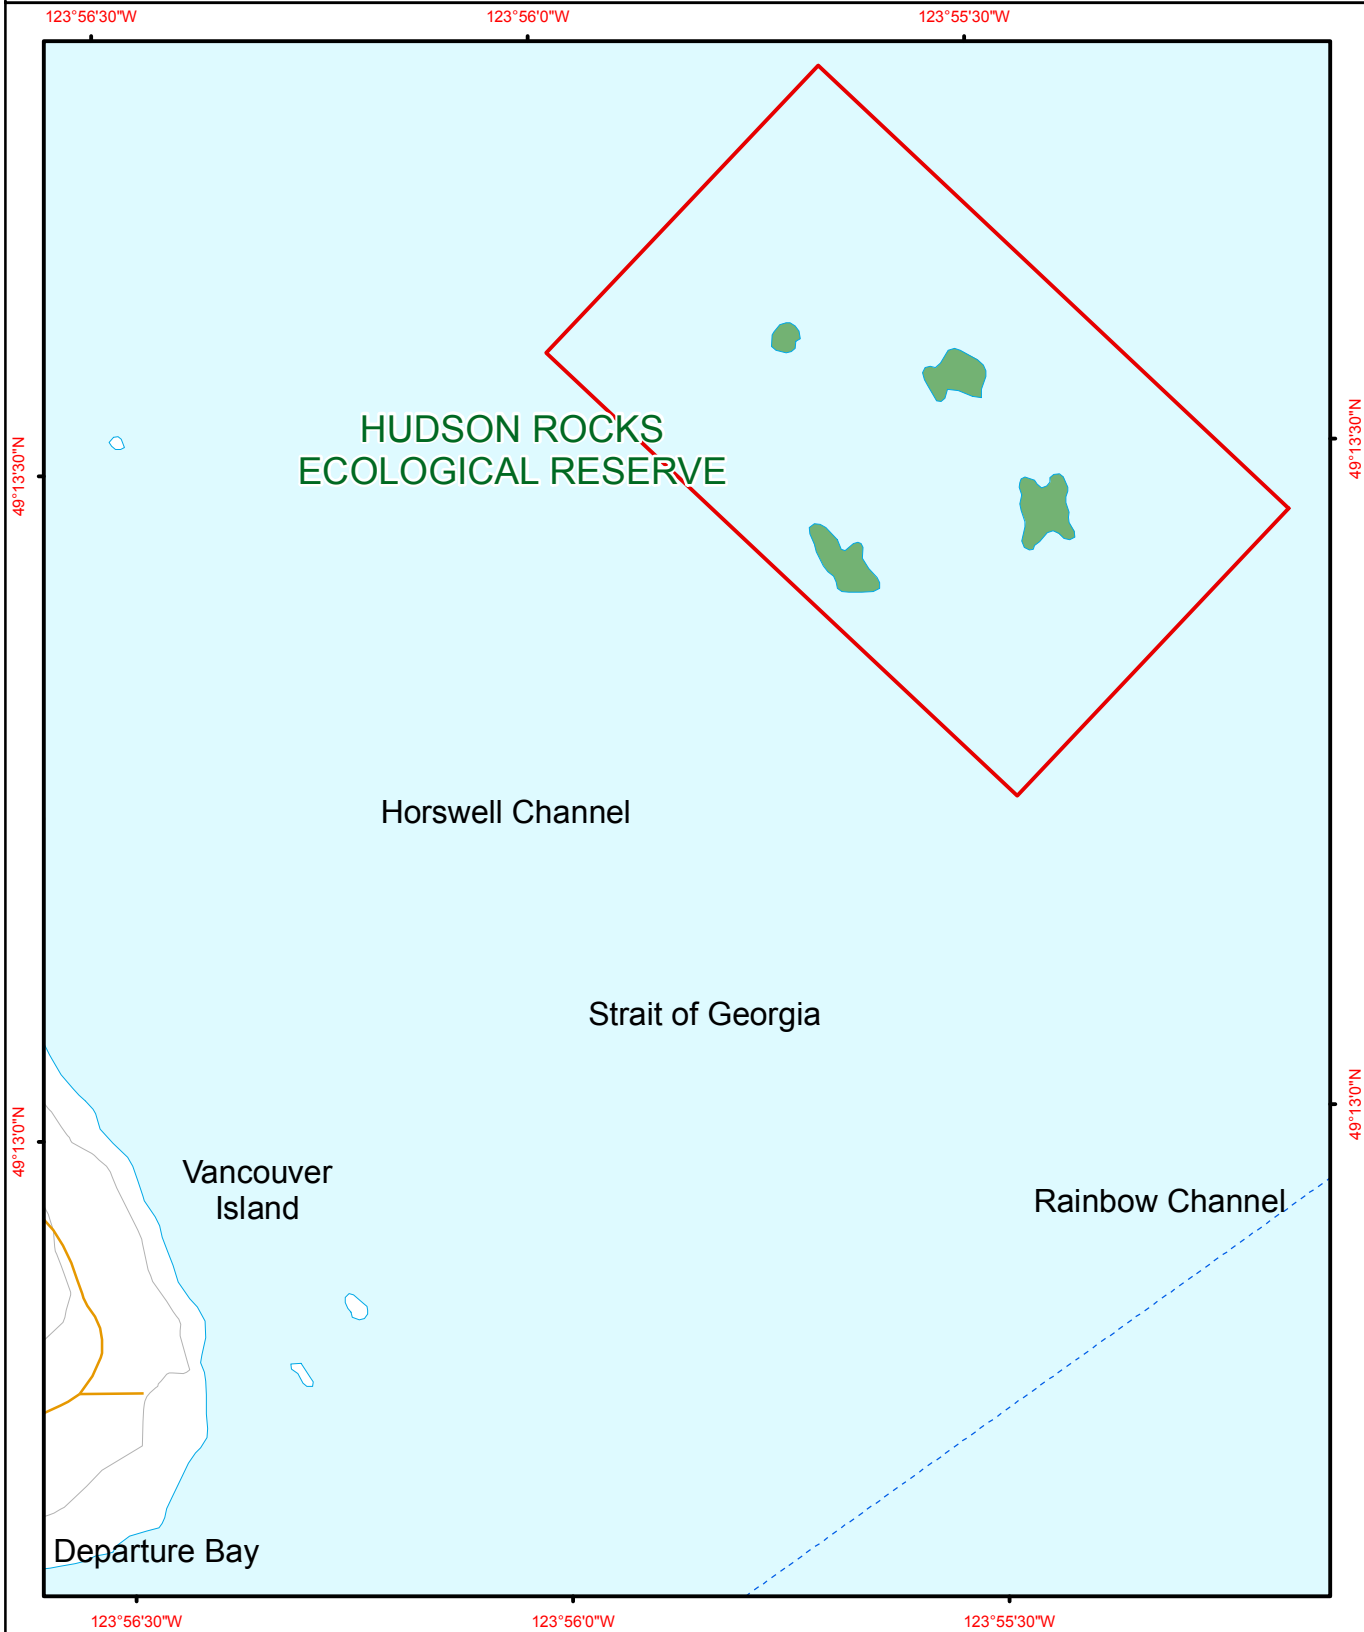 123°56'30"W
123°56'0"W
123°55'30"W
HUDSON ROCKS
ECOLOGICAL RESERVE
49°13'30"N
49°13'30"N
Horswell Channel
Strait of Georgia
49°13'0"N
49°13'0"N
Vancouver
Island
Rainbow Channel
Departure Bay
123°56'30"W
123°56'0"W
123°55'30"W